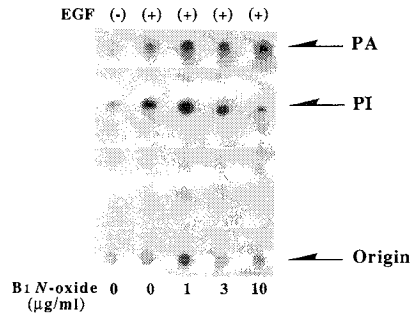 EGF (-) (+) (+) (+) (+)
PA
PI
Origin
B1 N-oxide 0 0 1 3 10
(μg/ml)